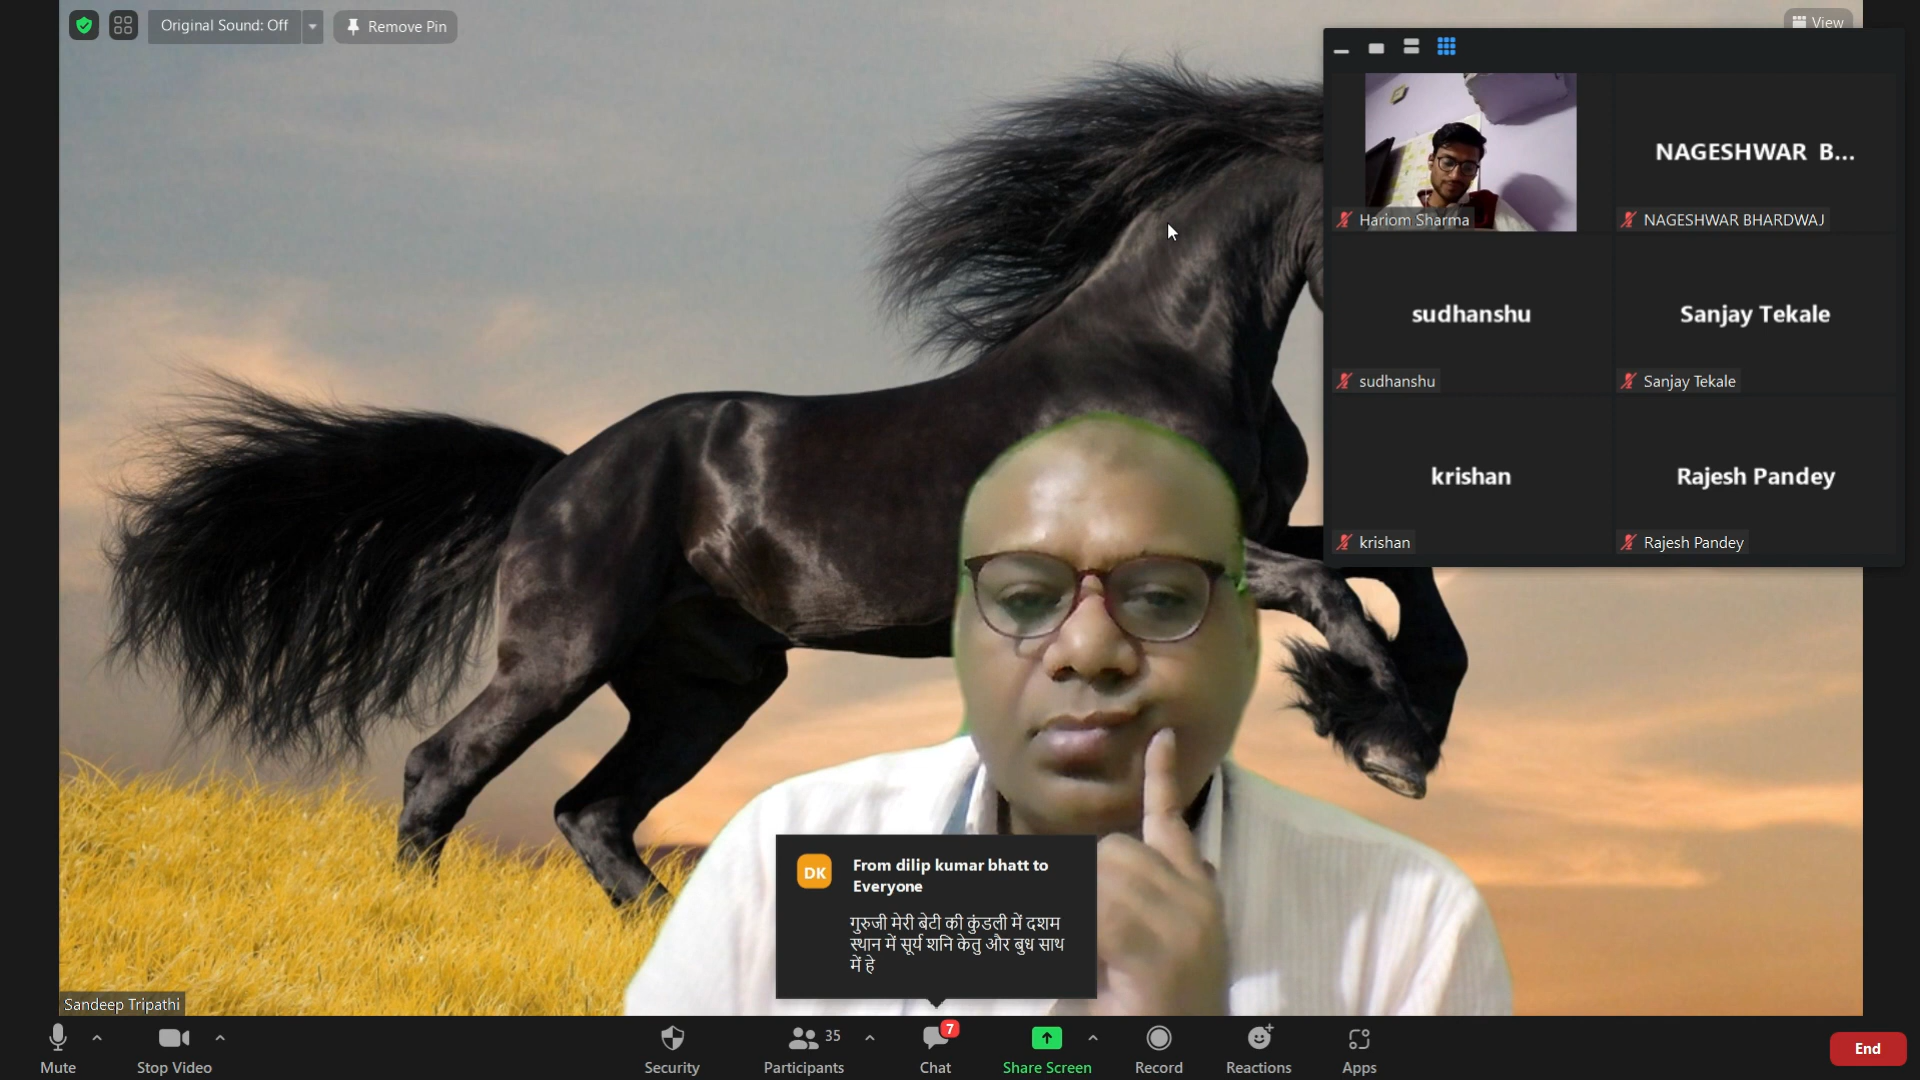 Original Sound: Off
Remove Pin
View
NAGESHWAR B...
Hariom Sharma
NAGESHWAR BHARDWAJ
sudhanshu
Sanjay Tekale
sudhanshu
Sanjay Tekale
krishan
Rajesh Pandey
krishan
Rajesh Pandey
DK
From dilip kumar bhatt to
Everyone
गुरुजी मेरी बेटी की कुंडली में दशम
स्थान में सूर्य शनि केतु और बुध साथ
में हे
Sandeep Tripathi
35
7
Mute
Stop Video
Security
Participants
Chat
Share Screen
Record
Reactions
Apps
End